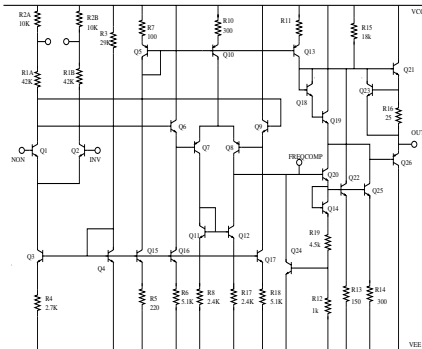 R2A
10K
R2B
10K
R3
29K
R7
100
R10
300
R11
R15
18k
VCC
Q5
Q10
Q13
Q21
R1A
42K
R1B
42K
Q18
Q23
R16
25
Q6
Q9
Q19
OUT
Q1
Q2
Q7
Q8
FREQCOMP
Q26
NON
INV
Q20
Q22
Q25
Q14
Q11
Q12
R19
4.5k
Q3
Q4
Q15
Q16
Q17
Q24
R4
2.7K
R5
220
R6
5.1K
R8
2.4K
R17
2.4K
R18
5.1K
R12
1k
R13
150
R14
300
VEE